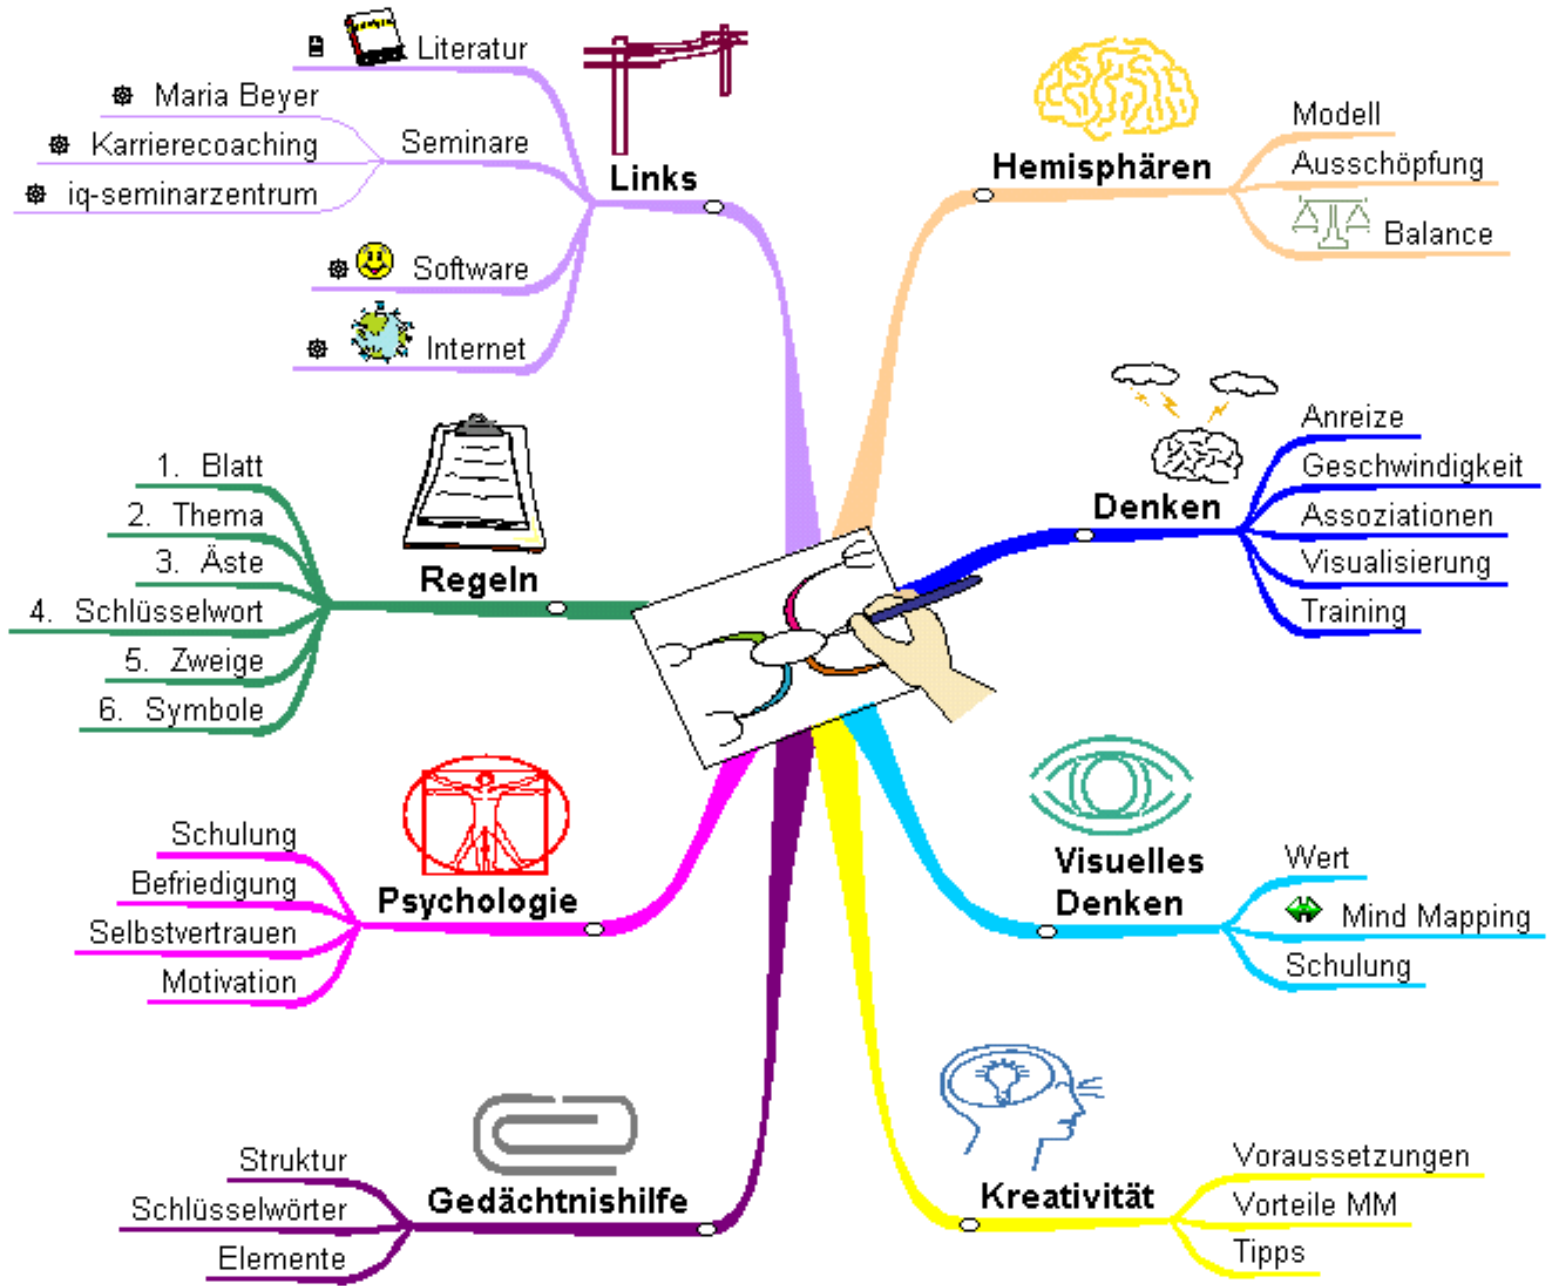 Literatur
Maria Beyer
Karrierecoaching
iq-seminarzentrum
Seminare
Software
Internet
Links
Hemisphären
Modell
Ausschöpfung
Balance
Denken
Anreize
Geschwindigkeit
Assoziationen
Visualisierung
Training
Regeln
1. Blatt
2. Thema
3. Äste
4. Schlüsselwort
5. Zweige
6. Symbole
Psychologie
Schulung
Befriedigung
Selbstvertrauen
Motivation
Visuelles
Denken
Wert
Mind Mapping
Schulung
Gedächtnishilfe
Struktur
Schlüsselwörter
Elemente
Kreativität
Voraussetzungen
Vorteile MM
Tipps